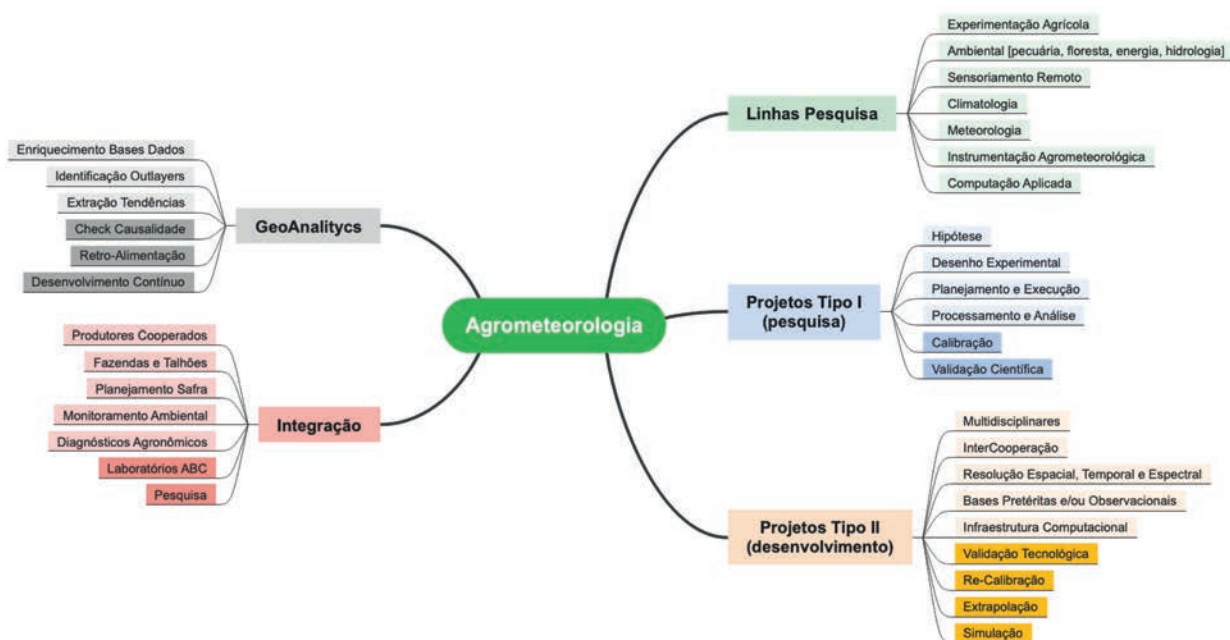 Agrometeorologia
Linhas Pesquisa
Experimentação Agrícola
Ambiental [pecuária, floresta, energia, hidrologia]
Sensoriamento Remoto
Climatologia
Meteorologia
Instrumentação Agrometeorológica
Computação Aplicada
Projetos Tipo I
(pesquisa)
Hipótese
Desenho Experimental
Planejamento e Execução
Processamento e Análise
Calibração
Validação Científica
Projetos Tipo II
(desenvolvimento)
Multidisciplinares
InterCooperação
Resolução Espacial, Temporal e Espectral
Bases Pretéritas e/ou Observacionais
Infraestrutura Computacional
Validação Tecnológica
Re-Calibração
Extrapolação
Simulação
GeoAnalitycs
Enriquecimento Bases Dados
Identificação Outlayers
Extração Tendências
Check Causalidade
Retro-Alimentação
Desenvolvimento Contínuo
Integração
Produtores Cooperados
Fazendas e Talhões
Planejamento Safra
Monitoramento Ambiental
Diagnósticos Agronômicos
Laboratórios ABC
Pesquisa